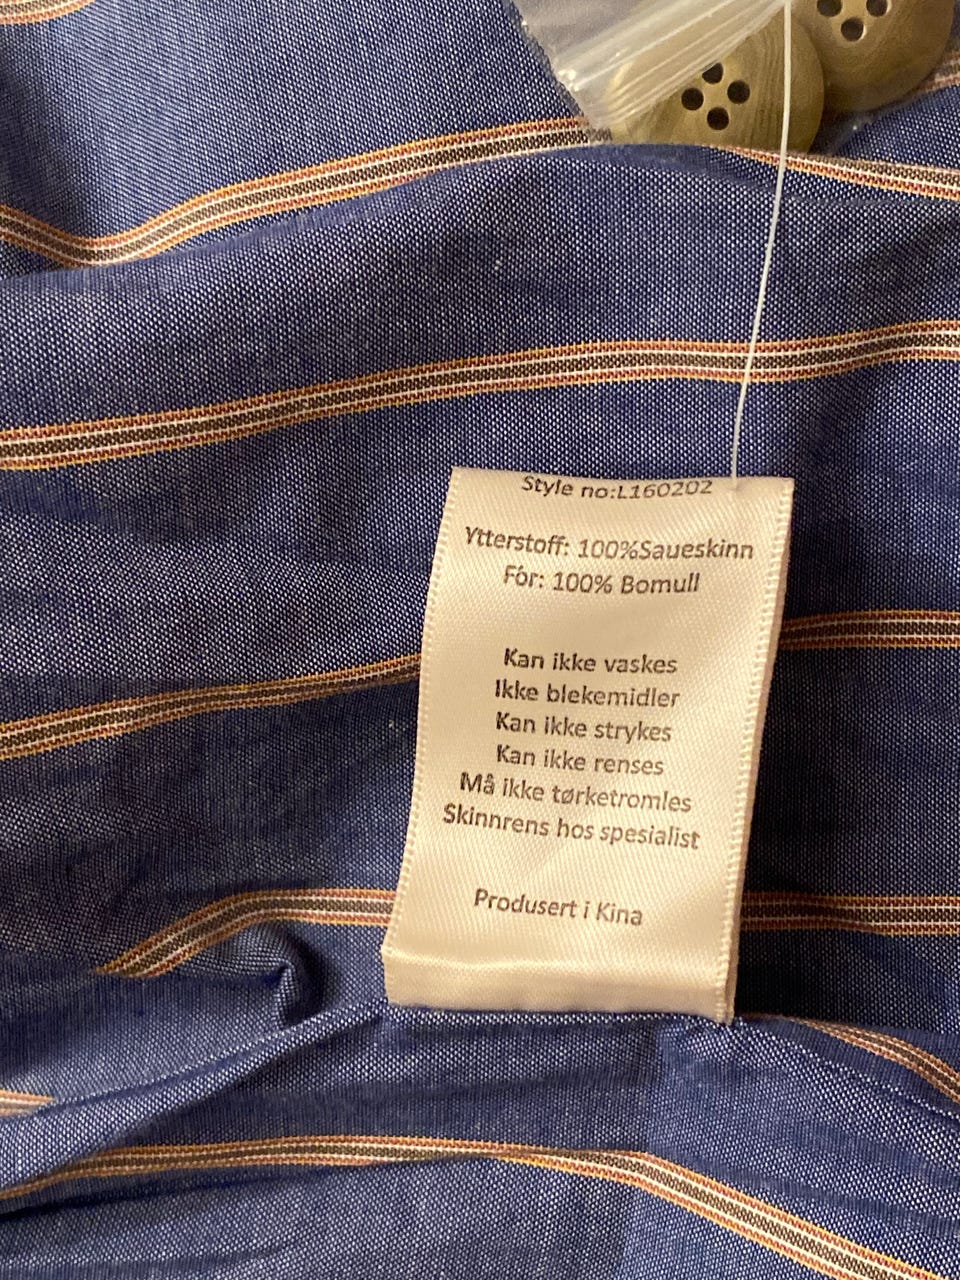 Style no:L160202
Ytterstoff: 100%Saueskinn
Fór: 100% Bomull
Kan ikke vaskes
Ikke blekemidler
Kan ikke strykes
Kan ikke renses
Må ikke tørketromles
Skinnrens hos spesialist
Produsert i Kina